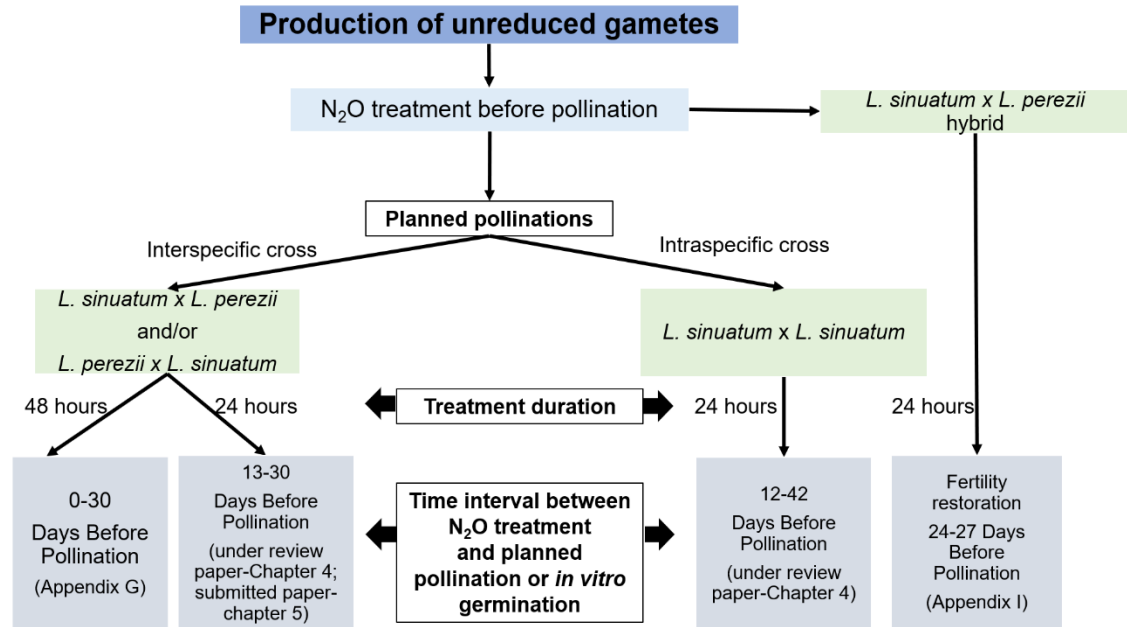 Production of unreduced gametes
N₂O treatment before pollination
L. sinuatum x L. perezii
hybrid
Planned pollinations
Interspecific cross
Intraspecific cross
L. sinuatum x L. perezii
and/or
L. perezii x L. sinuatum
L. sinuatum x L. sinuatum
48 hours
24 hours
Treatment duration
24 hours
24 hours
0-30
Days Before
Pollination
(Appendix G)
13-30
Days Before
Pollination
(under review
paper-Chapter 4;
submitted paper-
chapter 5)
Time interval between
N₂O treatment
and planned
pollination or in vitro
germination
12-42
Days Before
Pollination
(under review
paper-Chapter 4)
Fertility
restoration
24-27 Days
Before
Pollination
(Appendix I)